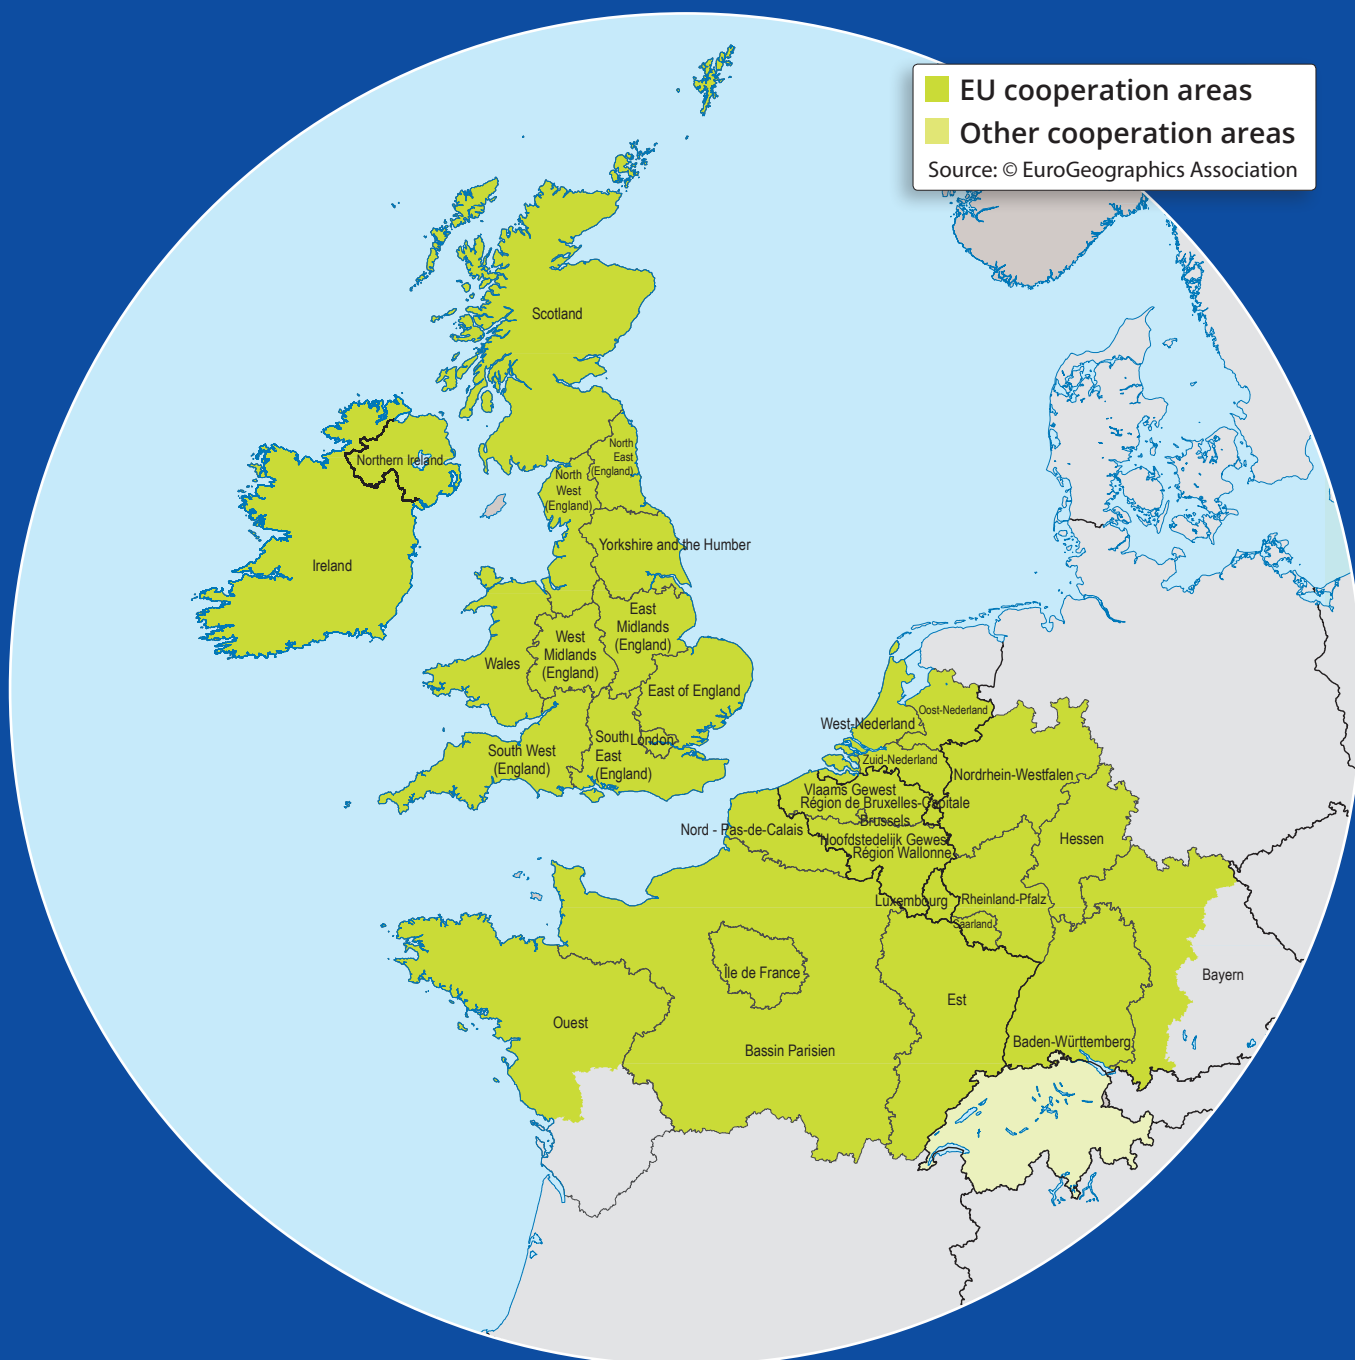 EU cooperation areas
Other cooperation areas
Source: © EuroGeographics Association
Scotland
North
East
(England)
Northern Ireland
North
West
(England)
Yorkshire and the Humber
Ireland
East
Midlands
(England)
West
Midlands
(England)
Wales
East of England
South West
(England)
South
East
(England)
London
West-Nederland
Oost-Nederland
Zuid-Nederland
Nordrhein-Westfalen
Vlaams Gewest
Région de Bruxelles-Capitale
Brussels
Hoofdstedelijk Gewest
Région Wallonne
Nord - Pas-de-Calais
Hessen
Luxembourg
Rheinland-Pfalz
Saarland
Île de France
Bayern
Est
Ouest
Bassin Parisien
Baden-Württemberg